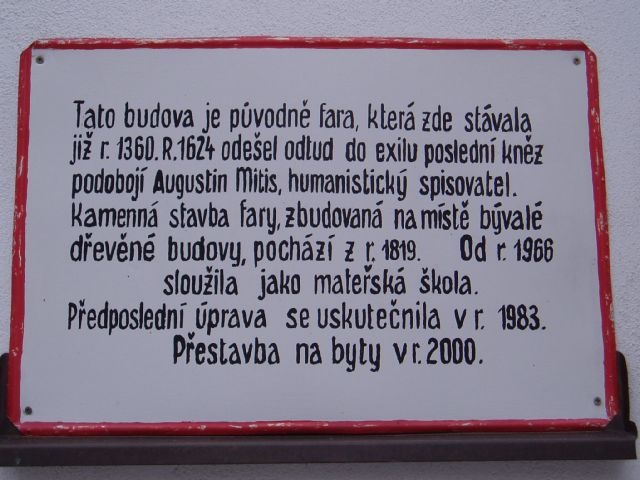 Tato budova je původně fara, která zde stávala
již r. 1360. R. 1624 odešel odtud do exilu poslední kněz
podobojí Augustin Mitis, humanistický spisovatel.
Kamenná stavba fary, zbudovaná na místě bývalé
dřevěné budovy, pochází z r. 1819. Od r. 1966
sloužila jako mateřská škola.
Předposlední úprava se uskutečnila v r. 1983.
Přestavba na byty v r. 2000.